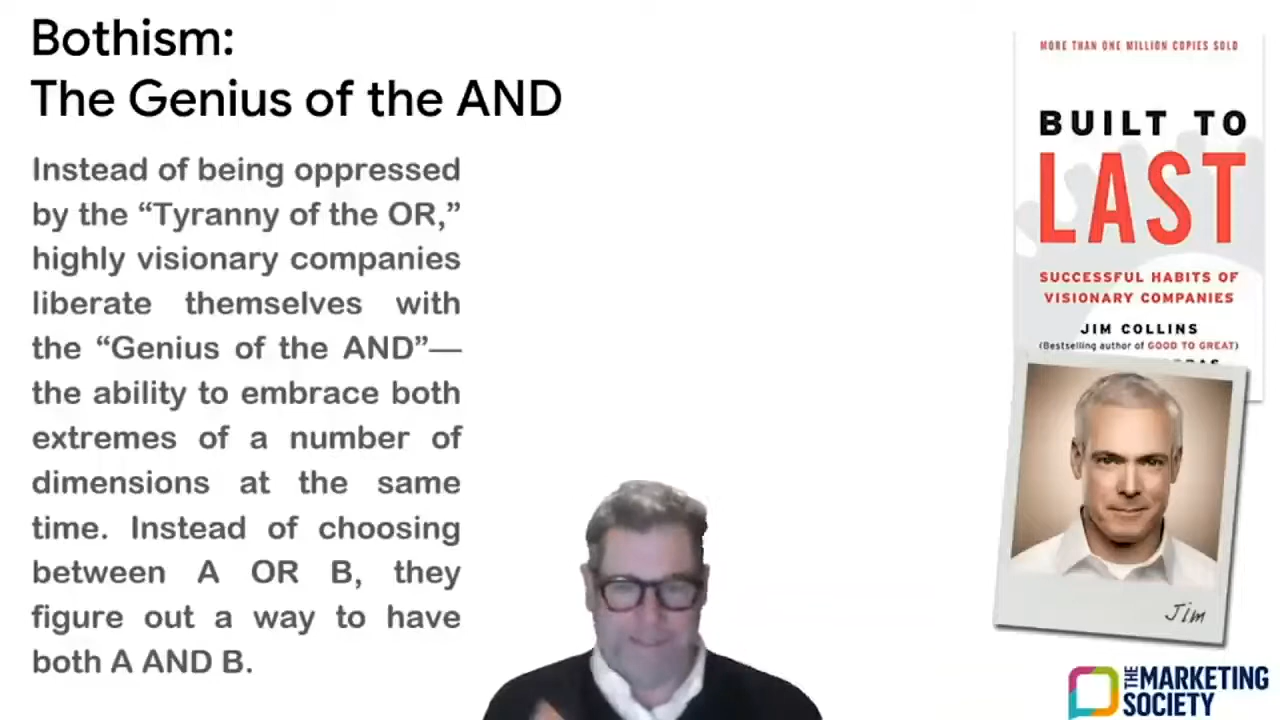 Bothism:
The Genius of the AND
Instead of being oppressed
by the “Tyranny of the OR,”
highly visionary companies
liberate themselves with
the “Genius of the AND”—
the ability to embrace both
extremes of a number of
dimensions at the same
time. Instead of choosing
between A OR B, they
figure out a way to have
both A AND B.
MORE THAN ONE MILLION COPIES SOLD
BUILT TO
LAST
SUCCESSFUL HABITS OF
VISIONARY COMPANIES
JIM COLLINS
(Bestselling author of GOOD TO GREAT)
Jim
THE MARKETING
SOCIETY